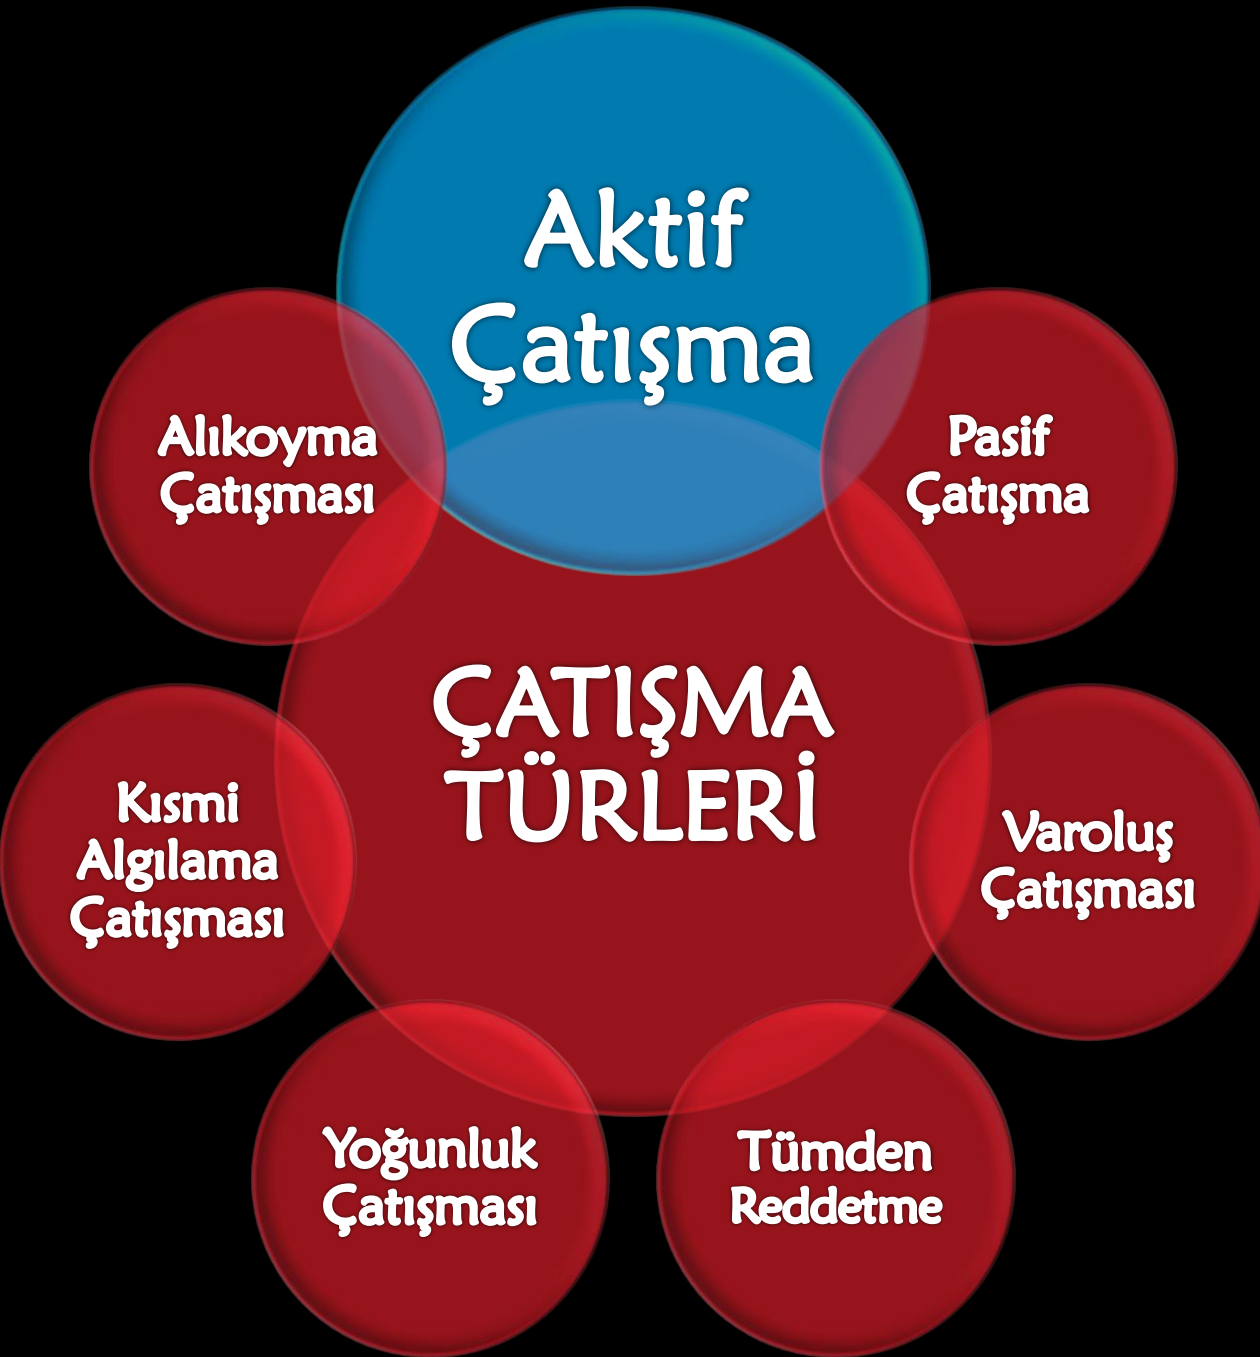 Aktif
Çatışma
Alıkoyma
Çatışması
Pasif
Çatışma
ÇATIŞMA
TÜRLERİ
Kısmi
Algılama
Çatışması
Varoluş
Çatışması
Yoğunluk
Çatışması
Tümden
Reddetme